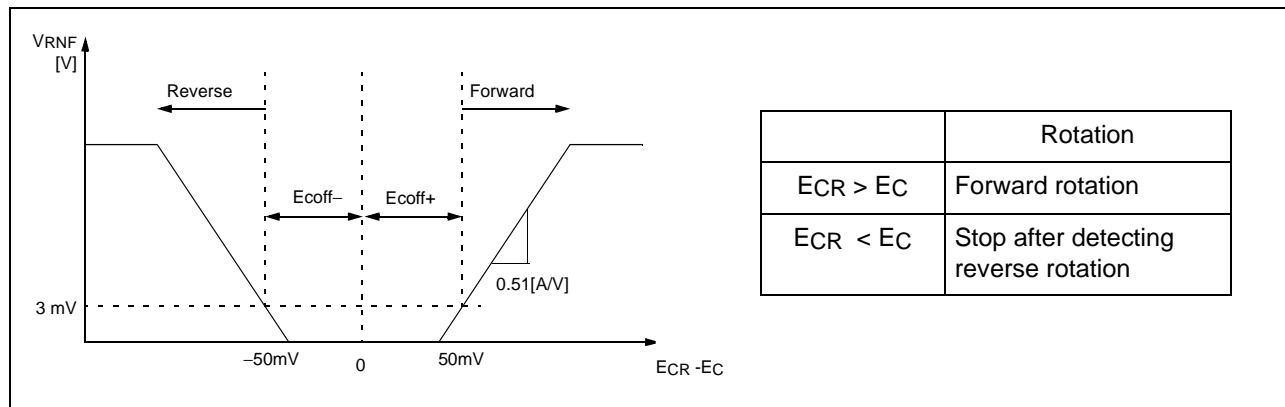 VRNF
[V]
Reverse
Forward
Ecoff−
Ecoff+
0.51[A/V]
3 mV
−50mV
0
50mV
ECR -EC
Rotation
ECR > EC Forward rotation
ECR < EC Stop after detecting
reverse rotation